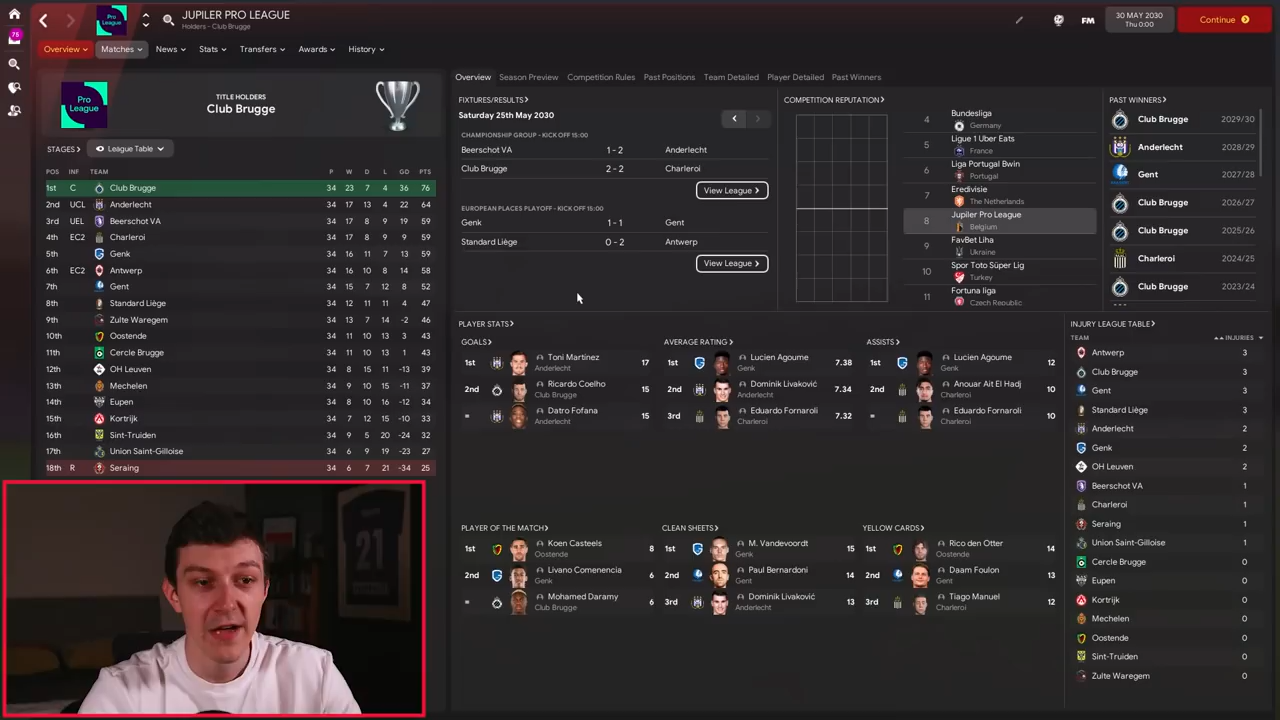 JUPILER PRO LEAGUE
Holders - Club Brugge
30 MAY 2030
Thu 0:00
FM
Continue
75
Overview Matches News Stats Transfers Awards History
Pro League
TITLE HOLDERS
Club Brugge
STAGES League Table
POS INF TEAM P W D L GD PTS
1st C Club Brugge 34 23 7 4 36 76
2nd UCL Anderlecht 34 17 13 4 22 64
3rd UEL Beerschot VA 34 17 8 9 19 59
4th EC2 Charleroi 34 17 8 9 9 59
5th Genk 34 16 11 7 13 59
6th EC2 Antwerp 34 16 10 8 14 58
7th Gent 34 16 10 8 12 52
8th Standard Liège 34 12 11 11 4 47
9th Zulte Waregem 34 13 7 14 -2 46
10th Oostende 34 11 10 13 3 43
11th Cercle Brugge 34 11 10 13 1 43
12th OH Leuven 34 8 15 11 -13 39
13th Mechelen 34 9 10 15 -11 37
14th Eupen 34 8 10 16 -12 34
15th Kortrijk 34 7 12 15 -10 33
16th Sint-Truiden 34 9 5 20 -24 32
17th Union Saint-Gilloise 34 6 9 19 -23 27
18th R Seraing 34 6 7 21 -34 25
Overview Season Preview Competition Rules Past Positions Team Detailed Player Detailed Past Winners
FIXTURES/RESULTS
Saturday 25th May 2030
CHAMPIONSHIP GROUP - KICK OFF 15:00
Beerschot VA 1 - 2 Anderlecht
Club Brugge 2 - 2 Charleroi
View League
EUROPEAN PLACES PLAYOFF - KICK OFF 15:00
Genk 1 - 1 Gent
Standard Liège 0 - 2 Antwerp
View League
COMPETITION REPUTATION
4 Bundesliga
Germany
5 Ligue 1 Uber Eats
France
6 Liga Portugal Bwin
Portugal
7 Eredivisie
The Netherlands
8 Jupiler Pro League
Belgium
9 FavBet Liha
Ukraine
10 Spor Toto Süper Lig
Turkey
11 Fortuna liga
Czech Republic
PAST WINNERS
Club Brugge 2029/30
Anderlecht 2028/29
Gent 2027/28
Club Brugge 2026/27
Club Brugge 2025/26
Charleroi 2024/25
Club Brugge 2023/24
PLAYER STATS
GOALS
1st Toni Martínez 17
Anderlecht
2nd Ricardo Coelho 15
Club Brugge
= Datro Fofana 15
Anderlecht
AVERAGE RATING
1st Lucien Agoume 7.38
Genk
2nd Dominik Livaković 7.34
Anderlecht
3rd Eduardo Fornaroli 7.32
Charleroi
ASSISTS
1st Lucien Agoume 12
Genk
2nd Anouar Ait El Hadj 10
Charleroi
= Eduardo Fornaroli 10
Charleroi
PLAYER OF THE MATCH
1st Koen Casteels 8
Oostende
2nd Livano Comenencia 6
Genk
= Mohamed Daramy 6
Club Brugge
CLEAN SHEETS
1st M. Vandevoordt 15
Genk
2nd Paul Bernardoni 14
Gent
3rd Dominik Livaković 13
Anderlecht
YELLOW CARDS
1st Rico den Otter 14
Oostende
2nd Daam Foulon 13
Gent
3rd Tiago Manuel 12
Charleroi
INJURY LEAGUE TABLE
TEAM INJURIES
Antwerp 3
Club Brugge 3
Gent 3
Standard Liège 3
Anderlecht 2
Genk 2
OH Leuven 2
Beerschot VA 1
Charleroi 1
Seraing 1
Union Saint-Gilloise 1
Cercle Brugge 0
Eupen 0
Kortrijk 0
Mechelen 0
Oostende 0
Sint-Truiden 0
Zulte Waregem 0
21